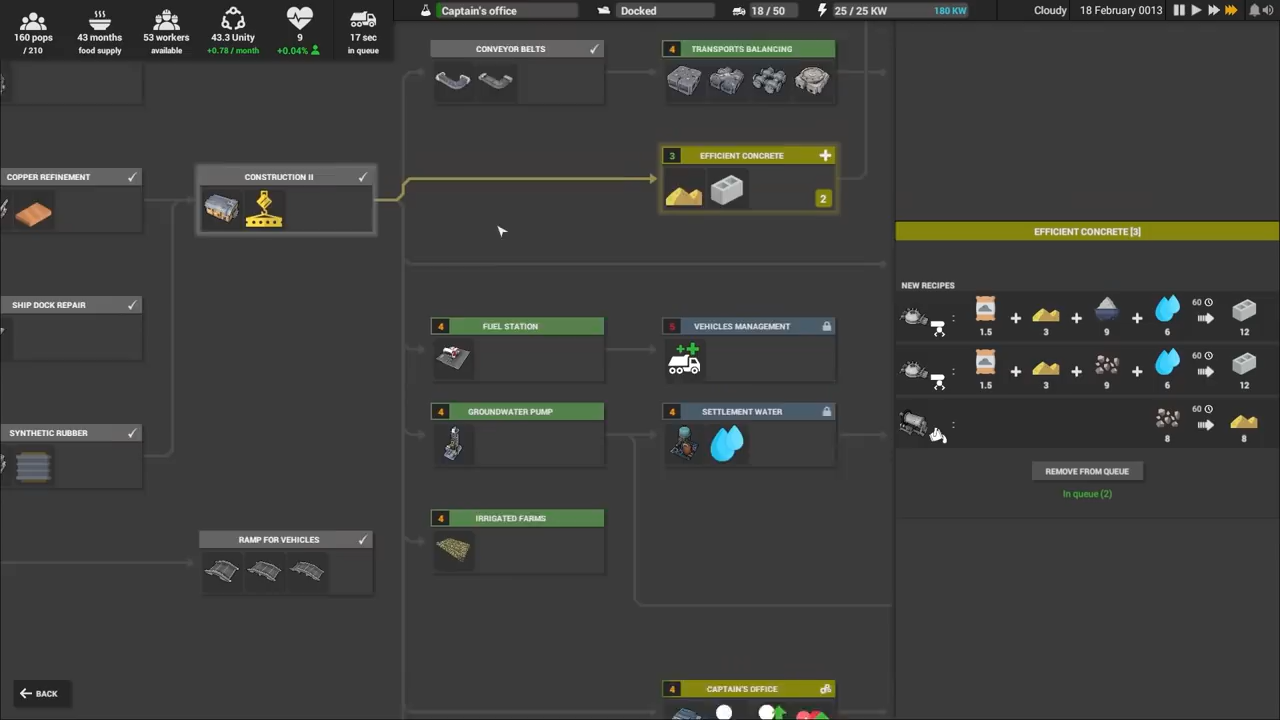 160 pops
/ 210
43 months
food supply
53 workers
available
43.3 Unity
+0.78 / month
9
+0.04%
17 sec
in queue
Captain's office
Docked
18 / 50
25 / 25 KW
180 KW
Cloudy
18 February 0013
CONVEYOR BELTS
4 TRANSPORTS BALANCING
3 EFFICIENT CONCRETE
2
COPPER REFINEMENT
CONSTRUCTION II
SHIP DOCK REPAIR
4 FUEL STATION
5 VEHICLES MANAGEMENT
4 GROUNDWATER PUMP
4 SETTLEMENT WATER
SYNTHETIC RUBBER
4 IRRIGATED FARMS
RAMP FOR VEHICLES
4 CAPTAIN'S OFFICE
BACK
EFFICIENT CONCRETE [3]
NEW RECIPES
: 1.5 + 3 + 9 + 6 60 12
: 1.5 + 3 + 9 + 6 60 12
: 8 60 8
REMOVE FROM QUEUE
In queue (2)